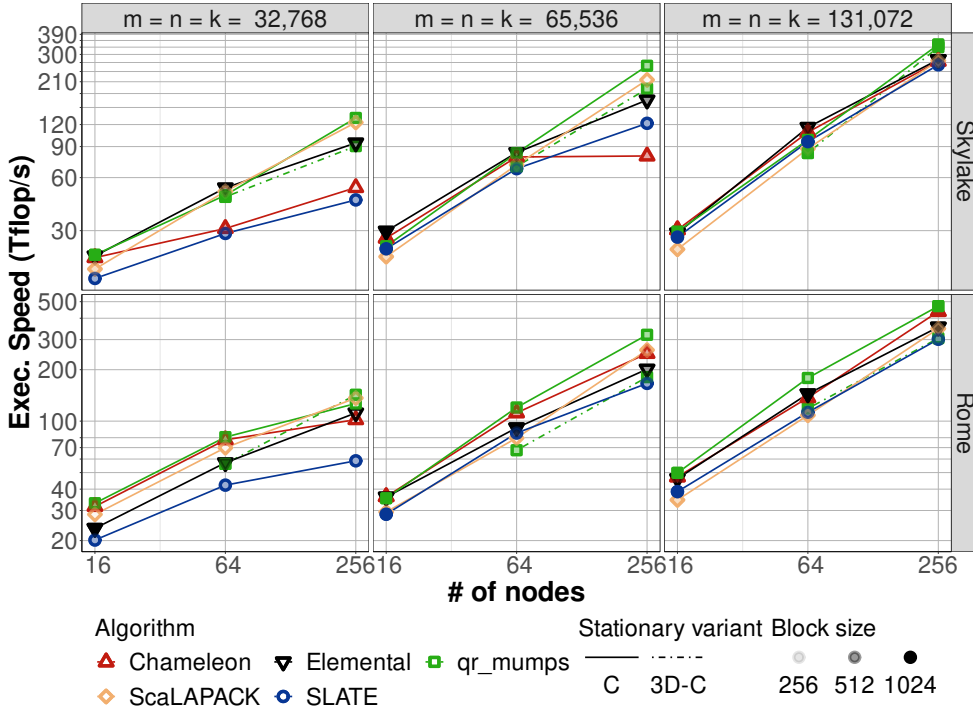 m = n = k = 32,768
m = n = k = 65,536
m = n = k = 131,072
390
300
210
120
90
60
30
Skylake
500
300
200
100
70
40
30
20
Rome
Exec. Speed (Tflop/s)
16 64 256 16 64 256 16 64 256
# of nodes
Algorithm
Chameleon Elemental qr_mumps
ScaLAPACK SLATE
Stationary variant
C 3D-C
Block size
256 512 1024